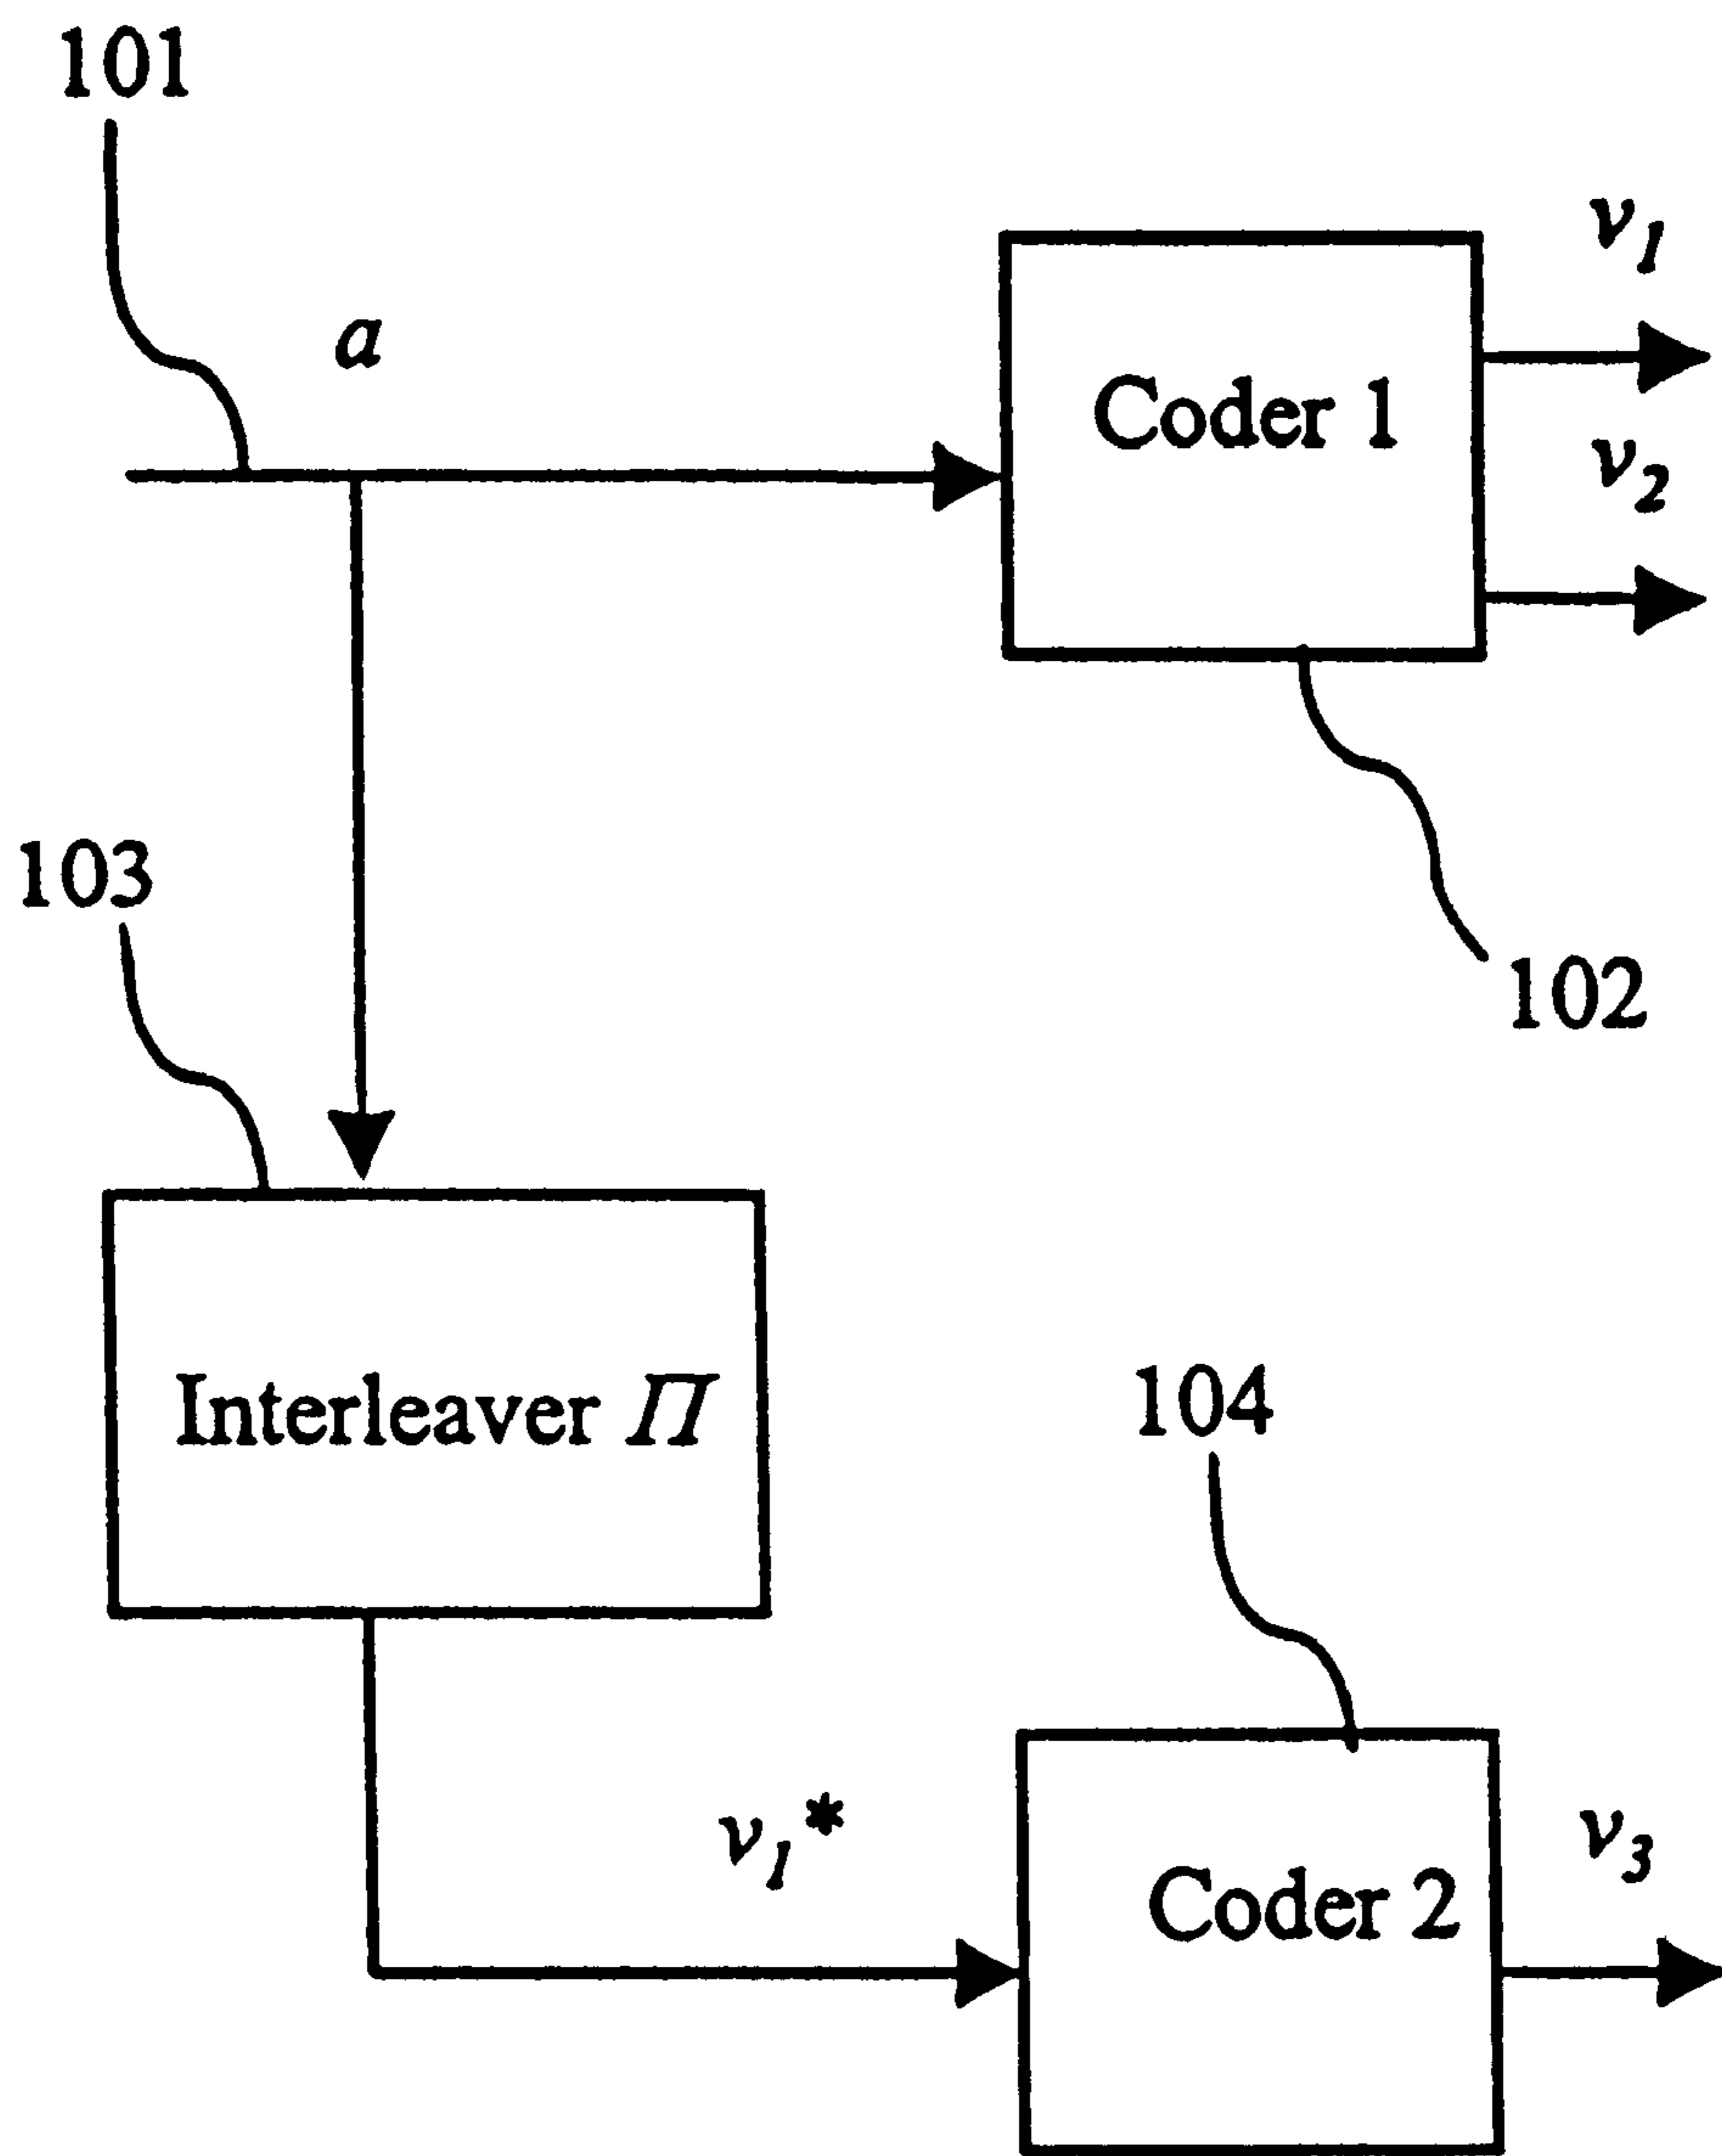 101
v₁
a
Coder 1
v₂
103
102
Interleaver Π
104
v₁*
Coder 2
v₃